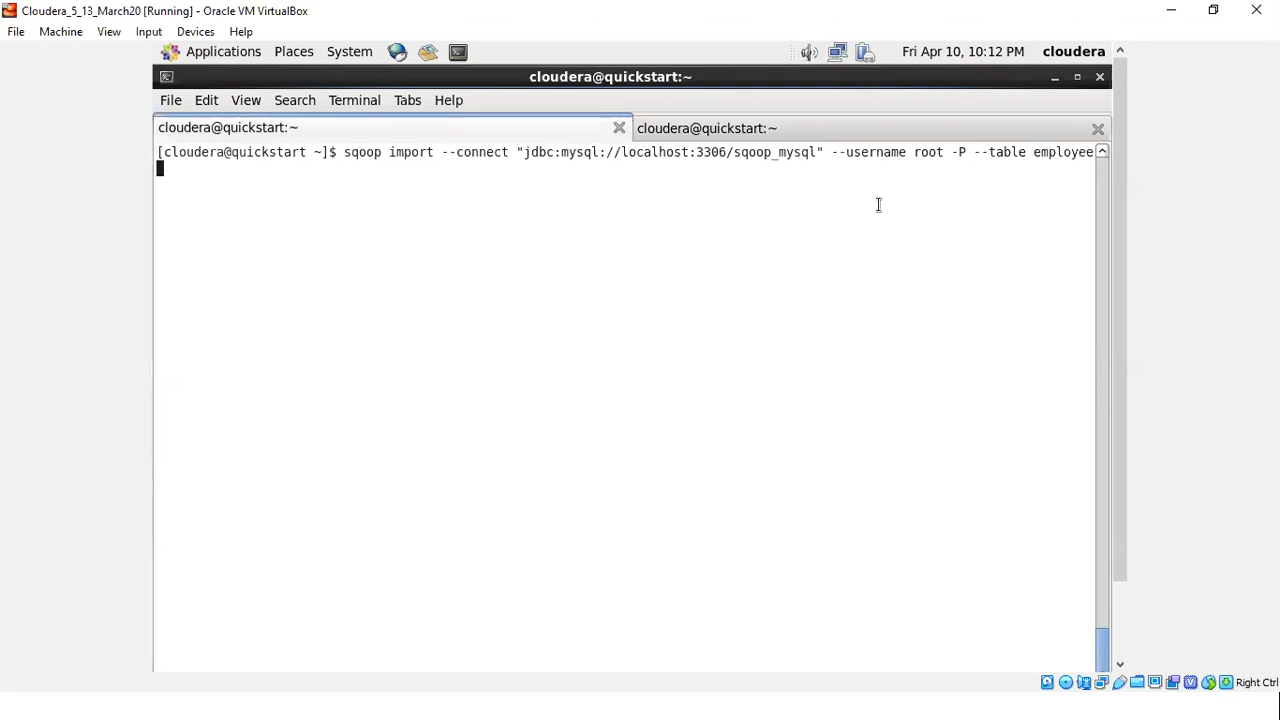 Cloudera_5_13_March20 [Running] - Oracle VM VirtualBox
File Machine View Input Devices Help
Applications Places System Fri Apr 10, 10:12 PM cloudera
cloudera@quickstart:~
File Edit View Search Terminal Tabs Help
cloudera@quickstart:~ cloudera@quickstart:~
[cloudera@quickstart ~]$ sqoop import --connect "jdbc:mysql://localhost:3306/sqoop_mysql" --username root -P --table employee
Right Ctrl